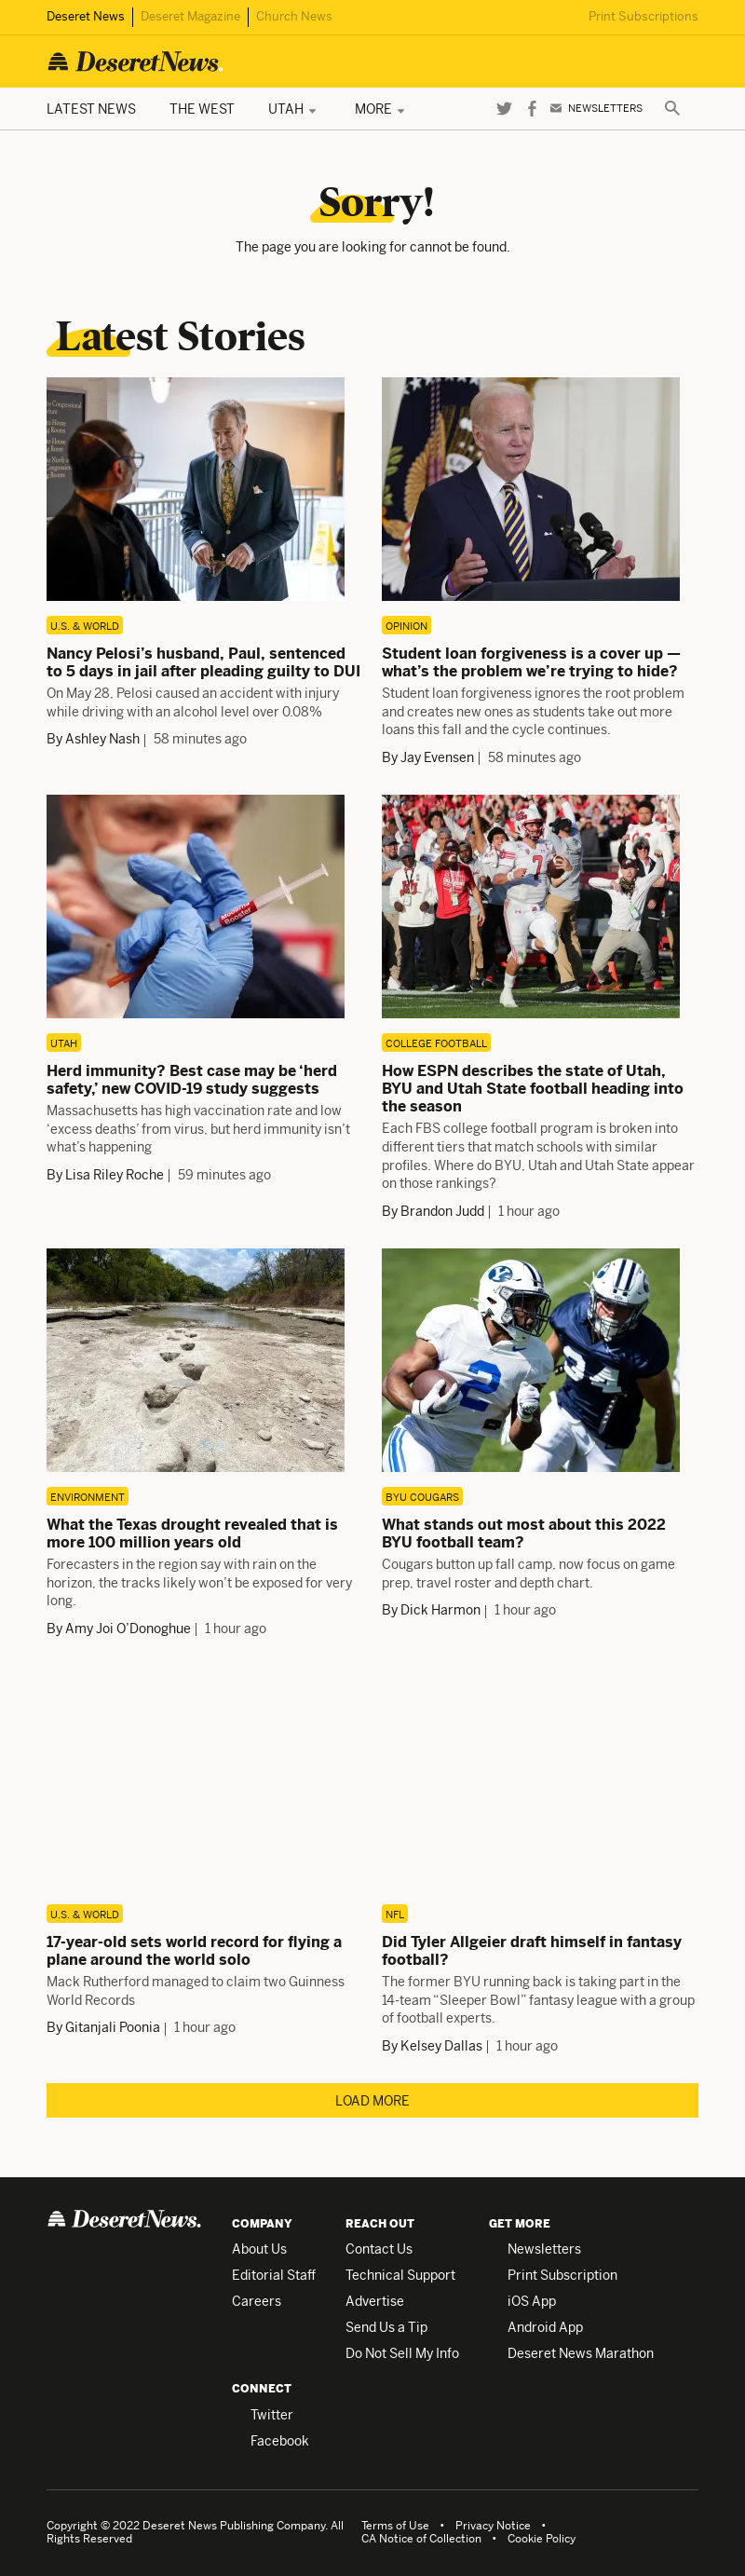 Deseret News
Deseret Magazine
Church News
Print Subscriptions
Deseret News.
LATEST NEWS
THE WEST
UTAH
MORE
NEWSLETTERS
Sorry!
The page you are looking for cannot be found.
Latest Stories
U.S. & WORLD
Nancy Pelosi’s husband, Paul, sentenced
to 5 days in jail after pleading guilty to DUI
On May 28, Pelosi caused an accident with injury
while driving with an alcohol level over 0.08%
By Ashley Nash | 58 minutes ago
OPINION
Student loan forgiveness is a cover up —
what’s the problem we’re trying to hide?
Student loan forgiveness ignores the root problem
and creates new ones as students take out more
loans this fall and the cycle continues.
By Jay Evensen | 58 minutes ago
Booster
UTAH
Herd immunity? Best case may be ‘herd
safety,’ new COVID-19 study suggests
Massachusetts has high vaccination rate and low
‘excess deaths’ from virus, but herd immunity isn’t
what’s happening
By Lisa Riley Roche | 59 minutes ago
7
COLLEGE FOOTBALL
How ESPN describes the state of Utah,
BYU and Utah State football heading into
the season
Each FBS college football program is broken into
different tiers that match schools with similar
profiles. Where do BYU, Utah and Utah State appear
on those rankings?
By Brandon Judd | 1 hour ago
ENVIRONMENT
What the Texas drought revealed that is
more 100 million years old
Forecasters in the region say with rain on the
horizon, the tracks likely won’t be exposed for very
long.
By Amy Joi O’Donoghue | 1 hour ago
2
BYU COUGARS
What stands out most about this 2022
BYU football team?
Cougars button up fall camp, now focus on game
prep, travel roster and depth chart.
By Dick Harmon | 1 hour ago
U.S. & WORLD
17-year-old sets world record for flying a
plane around the world solo
Mack Rutherford managed to claim two Guinness
World Records
By Gitanjali Poonia | 1 hour ago
NFL
Did Tyler Allgeier draft himself in fantasy
football?
The former BYU running back is taking part in the
14-team “Sleeper Bowl” fantasy league with a group
of football experts.
By Kelsey Dallas | 1 hour ago
LOAD MORE
Deseret News.
COMPANY
About Us
Editorial Staff
Careers
REACH OUT
Contact Us
Technical Support
Advertise
Send Us a Tip
Do Not Sell My Info
GET MORE
Newsletters
Print Subscription
iOS App
Android App
Deseret News Marathon
CONNECT
Twitter
Facebook
Copyright © 2022 Deseret News Publishing Company. All
Rights Reserved
Terms of Use • Privacy Notice •
CA Notice of Collection • Cookie Policy